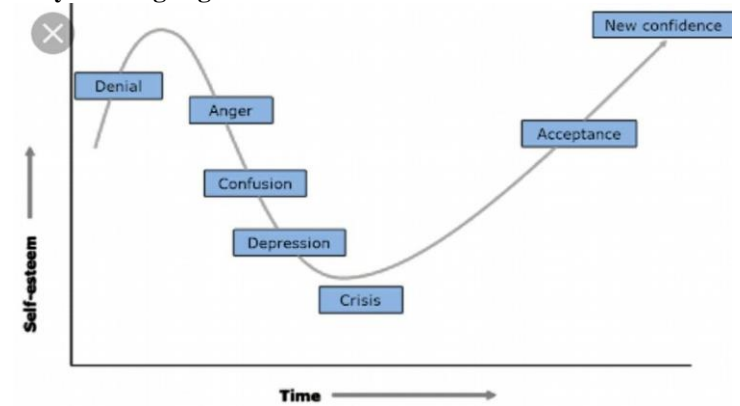 New confidence
Denial
Anger
Acceptance
Confusion
Depression
Crisis
Self-esteem
Time